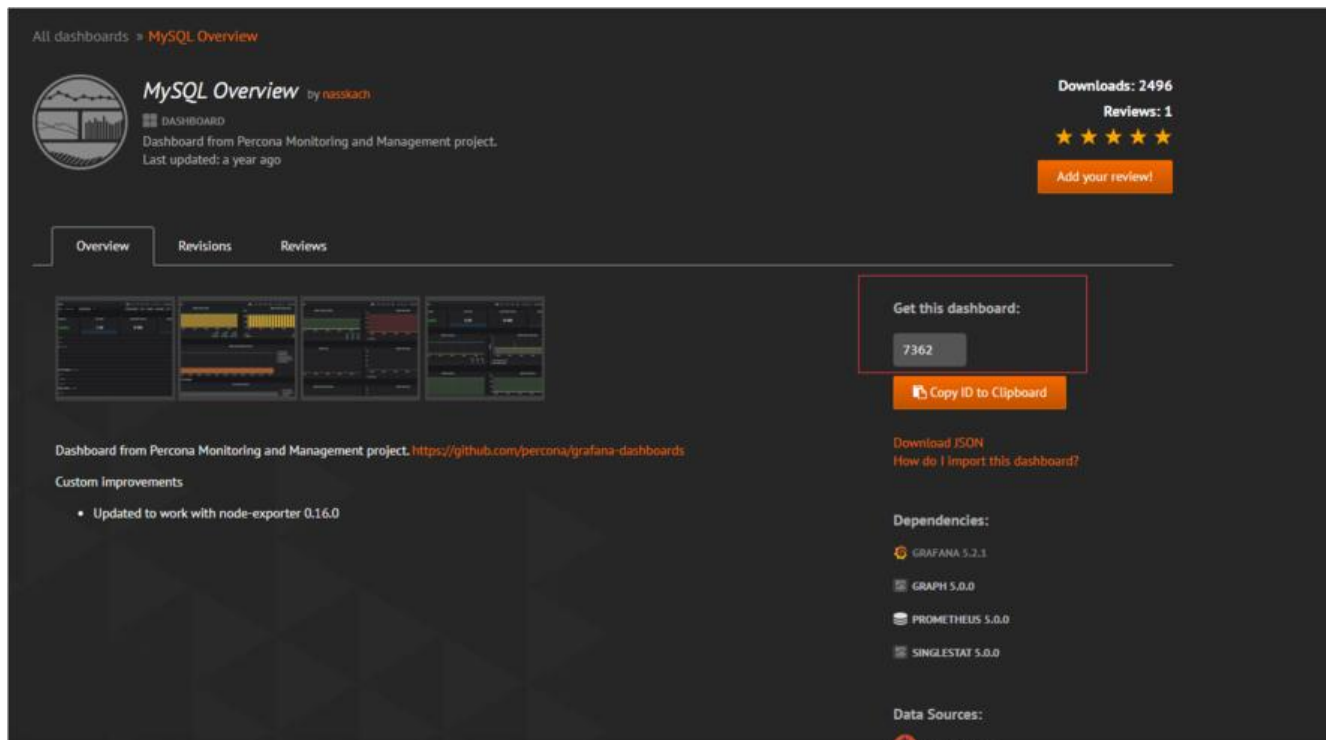 All dashboards » MySQL Overview
MySQL Overview by nasskach
DASHBOARD
Dashboard from Percona Monitoring and Management project.
Last updated: a year ago
Downloads: 2496
Reviews: 1
Add your review!
Overview Revisions Reviews
Get this dashboard:
7362
Copy ID to Clipboard
Download JSON
How do I import this dashboard?
Dashboard from Percona Monitoring and Management project. https://github.com/percona/grafana-dashboards
Custom improvements
• Updated to work with node-exporter 0.16.0
Dependencies:
GRAFANA 5.2.1
GRAPH 5.0.0
PROMETHEUS 5.0.0
SINGLESTAT 5.0.0
Data Sources: